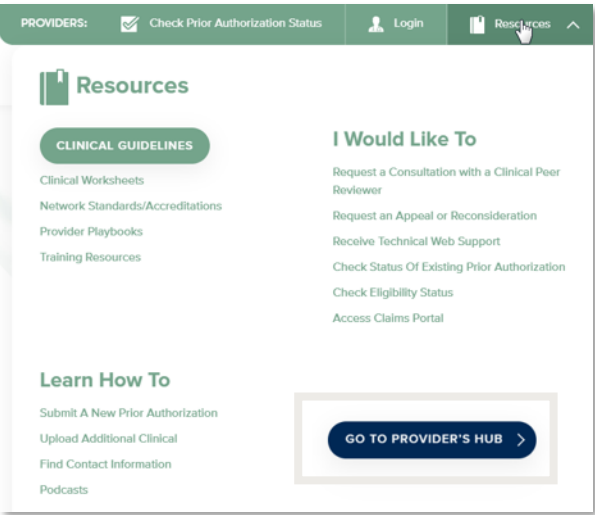 PROVIDERS:
Check Prior Authorization Status
Login
Resources
Resources
CLINICAL GUIDELINES
Clinical Worksheets
Network Standards/Accreditations
Provider Playbooks
Training Resources
I Would Like To
Request a Consultation with a Clinical Peer
Reviewer
Request an Appeal or Reconsideration
Receive Technical Web Support
Check Status Of Existing Prior Authorization
Check Eligibility Status
Access Claims Portal
Learn How To
Submit A New Prior Authorization
Upload Additional Clinical
Find Contact Information
Podcasts
GO TO PROVIDER'S HUB